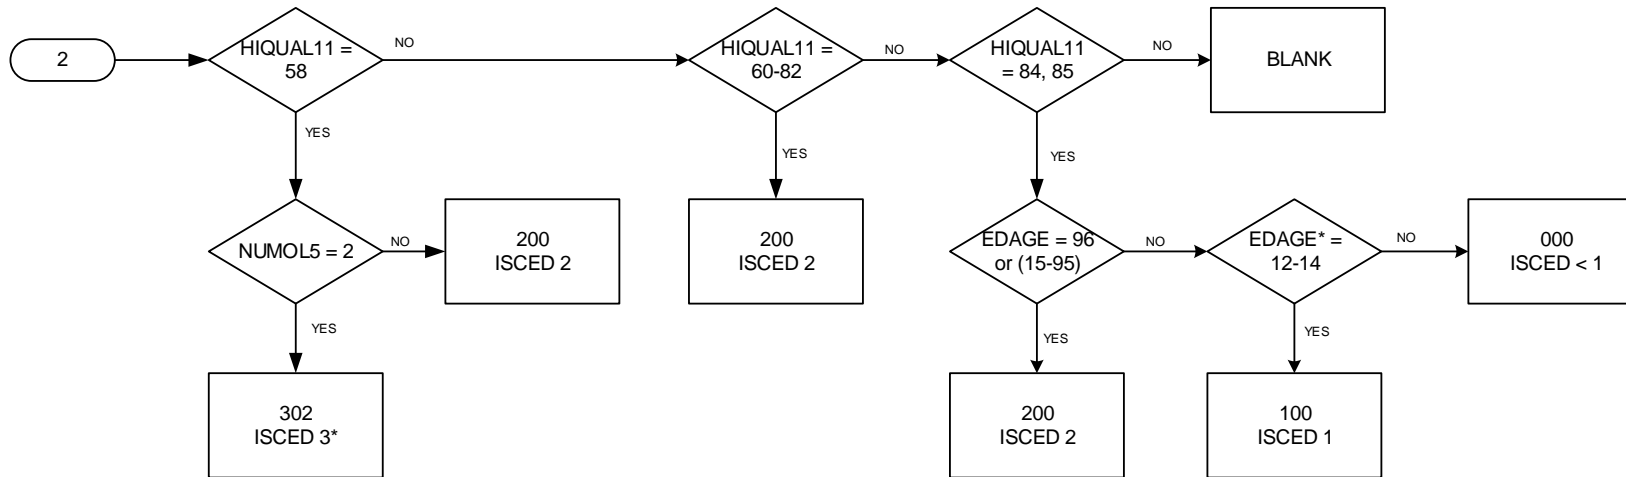 2
HIQUAL11 =
58
NO
HIQUAL11 =
60-82
NO
HIQUAL11
= 84, 85
NO
BLANK
YES
YES
YES
NUMOL5 = 2
NO
200
ISCED 2
200
ISCED 2
EDAGE = 96
or (15-95)
NO
EDAGE* =
12-14
NO
000
ISCED < 1
YES
YES
YES
302
ISCED 3*
200
ISCED 2
100
ISCED 1